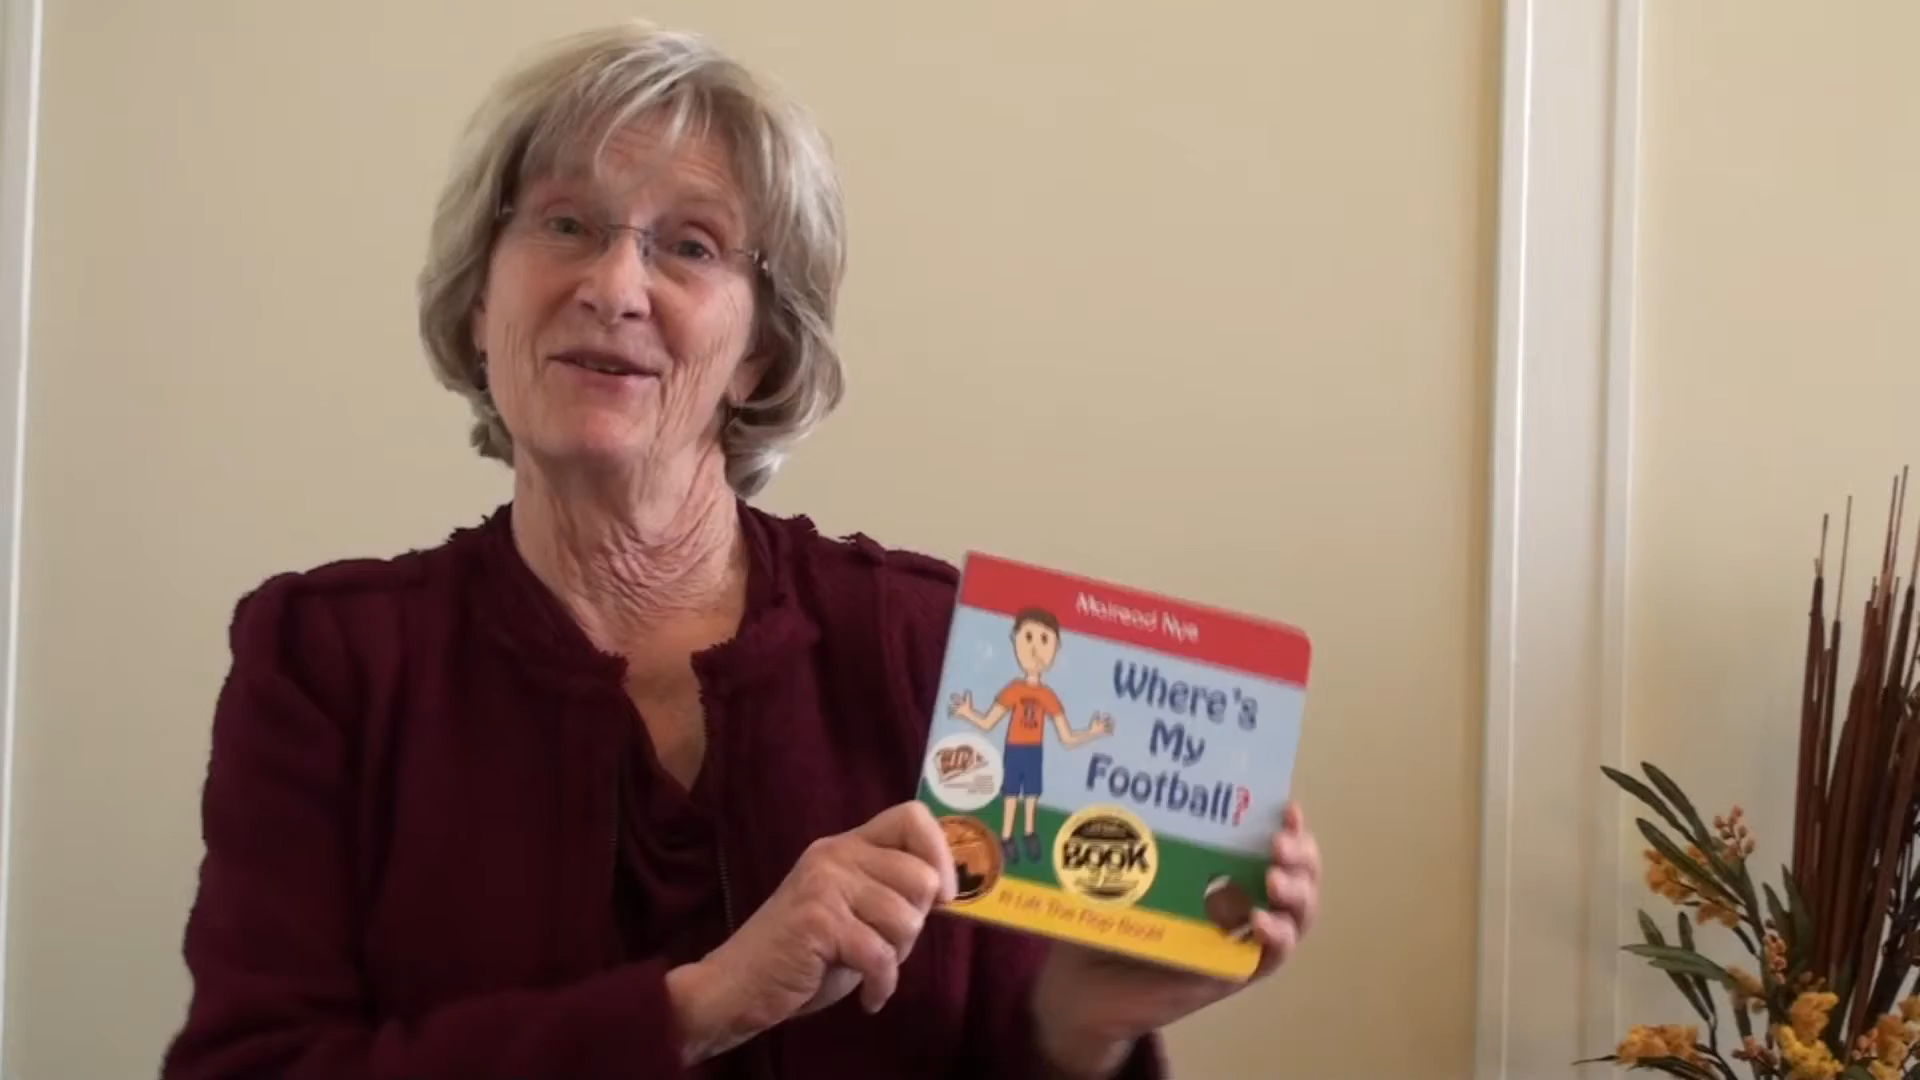 Mairead Nye
Where's
My
Football?
BOOK
A Lift The Flap Book!